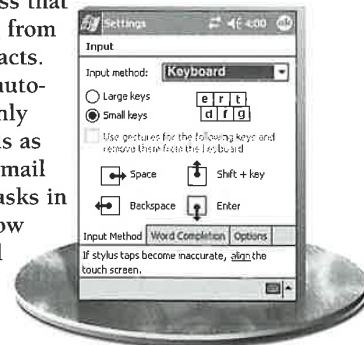 ss that
from
acts.
auto-
nly
s as
mail
asks in
ow
Settings
4:00
ok
Input
Input method: Keyboard
Large keys
e r t
Small keys
d f g
Use gestures for the following keys and
remove them from the keyboard
Space
Shift + key
Backspace
Enter
Input Method Word Completion Options
If stylus taps become inaccurate, align the
touch screen.